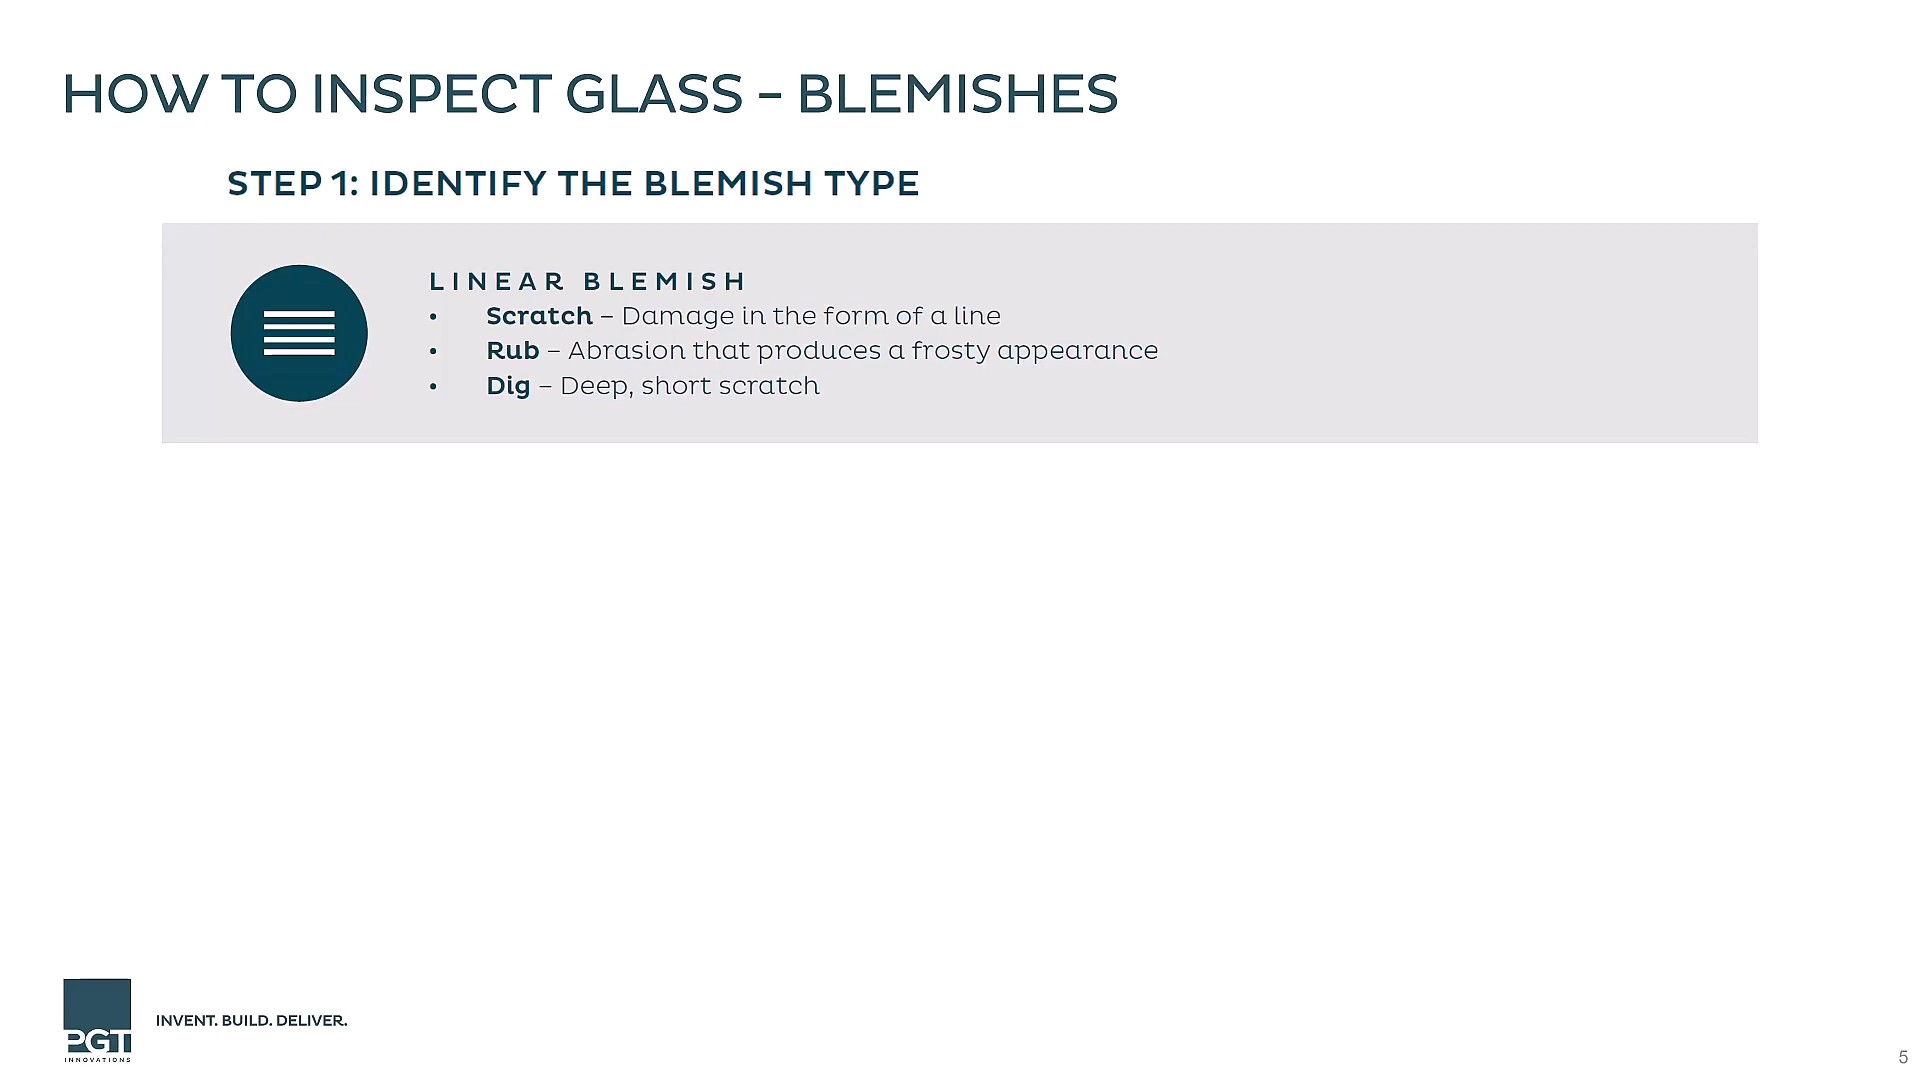 HOW TO INSPECT GLASS – BLEMISHES
STEP 1: IDENTIFY THE BLEMISH TYPE
LINEAR BLEMISH
• Scratch – Damage in the form of a line
• Rub – Abrasion that produces a frosty appearance
• Dig – Deep, short scratch
PGT
INNOVATIONS
INVENT. BUILD. DELIVER.
5